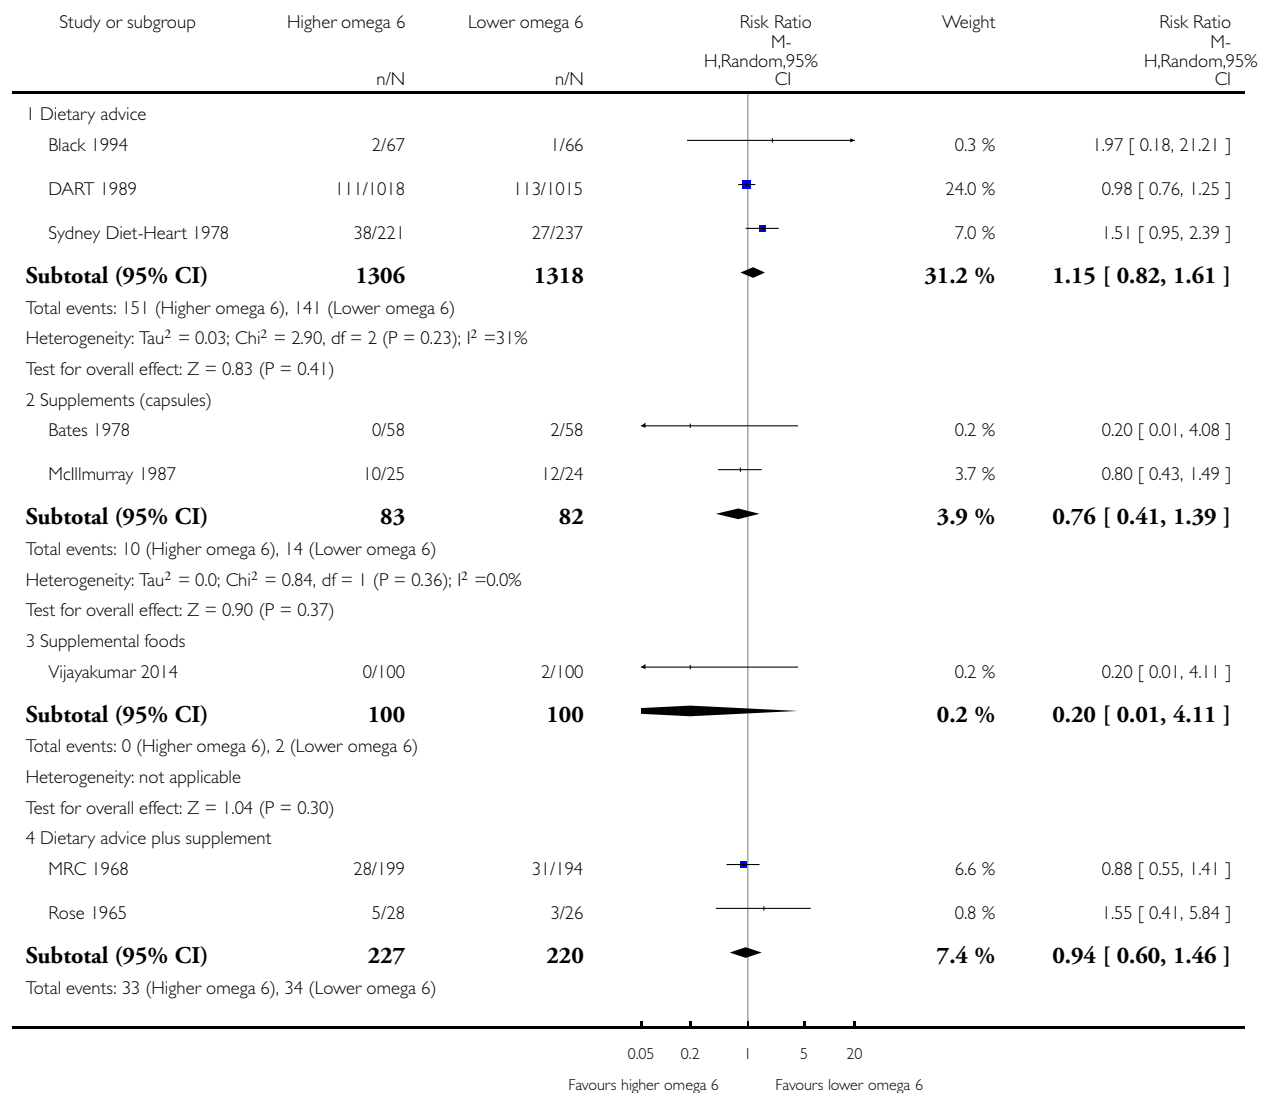 Study or subgroup Higher omega 6 Lower omega 6 Risk Ratio Weight Risk Ratio
M- M-
H,Random,95% H,Random,95%
n/N n/N CI CI
1 Dietary advice
Black 1994 2/67 1/66 0.3 % 1.97 [ 0.18, 21.21 ]
DART 1989 111/1018 113/1015 24.0 % 0.98 [ 0.76, 1.25 ]
Sydney Diet-Heart 1978 38/221 27/237 7.0 % 1.51 [ 0.95, 2.39 ]
Subtotal (95% CI) 1306 1318 31.2 % 1.15 [ 0.82, 1.61 ]
Total events: 151 (Higher omega 6), 141 (Lower omega 6)
Heterogeneity: Tau² = 0.03; Chi² = 2.90, df = 2 (P = 0.23); I² =31%
Test for overall effect: Z = 0.83 (P = 0.41)
2 Supplements (capsules)
Bates 1978 0/58 2/58 0.2 % 0.20 [ 0.01, 4.08 ]
McIllmurray 1987 10/25 12/24 3.7 % 0.80 [ 0.43, 1.49 ]
Subtotal (95% CI) 83 82 3.9 % 0.76 [ 0.41, 1.39 ]
Total events: 10 (Higher omega 6), 14 (Lower omega 6)
Heterogeneity: Tau² = 0.0; Chi² = 0.84, df = 1 (P = 0.36); I² =0.0%
Test for overall effect: Z = 0.90 (P = 0.37)
3 Supplemental foods
Vijayakumar 2014 0/100 2/100 0.2 % 0.20 [ 0.01, 4.11 ]
Subtotal (95% CI) 100 100 0.2 % 0.20 [ 0.01, 4.11 ]
Total events: 0 (Higher omega 6), 2 (Lower omega 6)
Heterogeneity: not applicable
Test for overall effect: Z = 1.04 (P = 0.30)
4 Dietary advice plus supplement
MRC 1968 28/199 31/194 6.6 % 0.88 [ 0.55, 1.41 ]
Rose 1965 5/28 3/26 0.8 % 1.55 [ 0.41, 5.84 ]
Subtotal (95% CI) 227 220 7.4 % 0.94 [ 0.60, 1.46 ]
Total events: 33 (Higher omega 6), 34 (Lower omega 6)
0.05 0.2 1 5 20
Favours higher omega 6 Favours lower omega 6